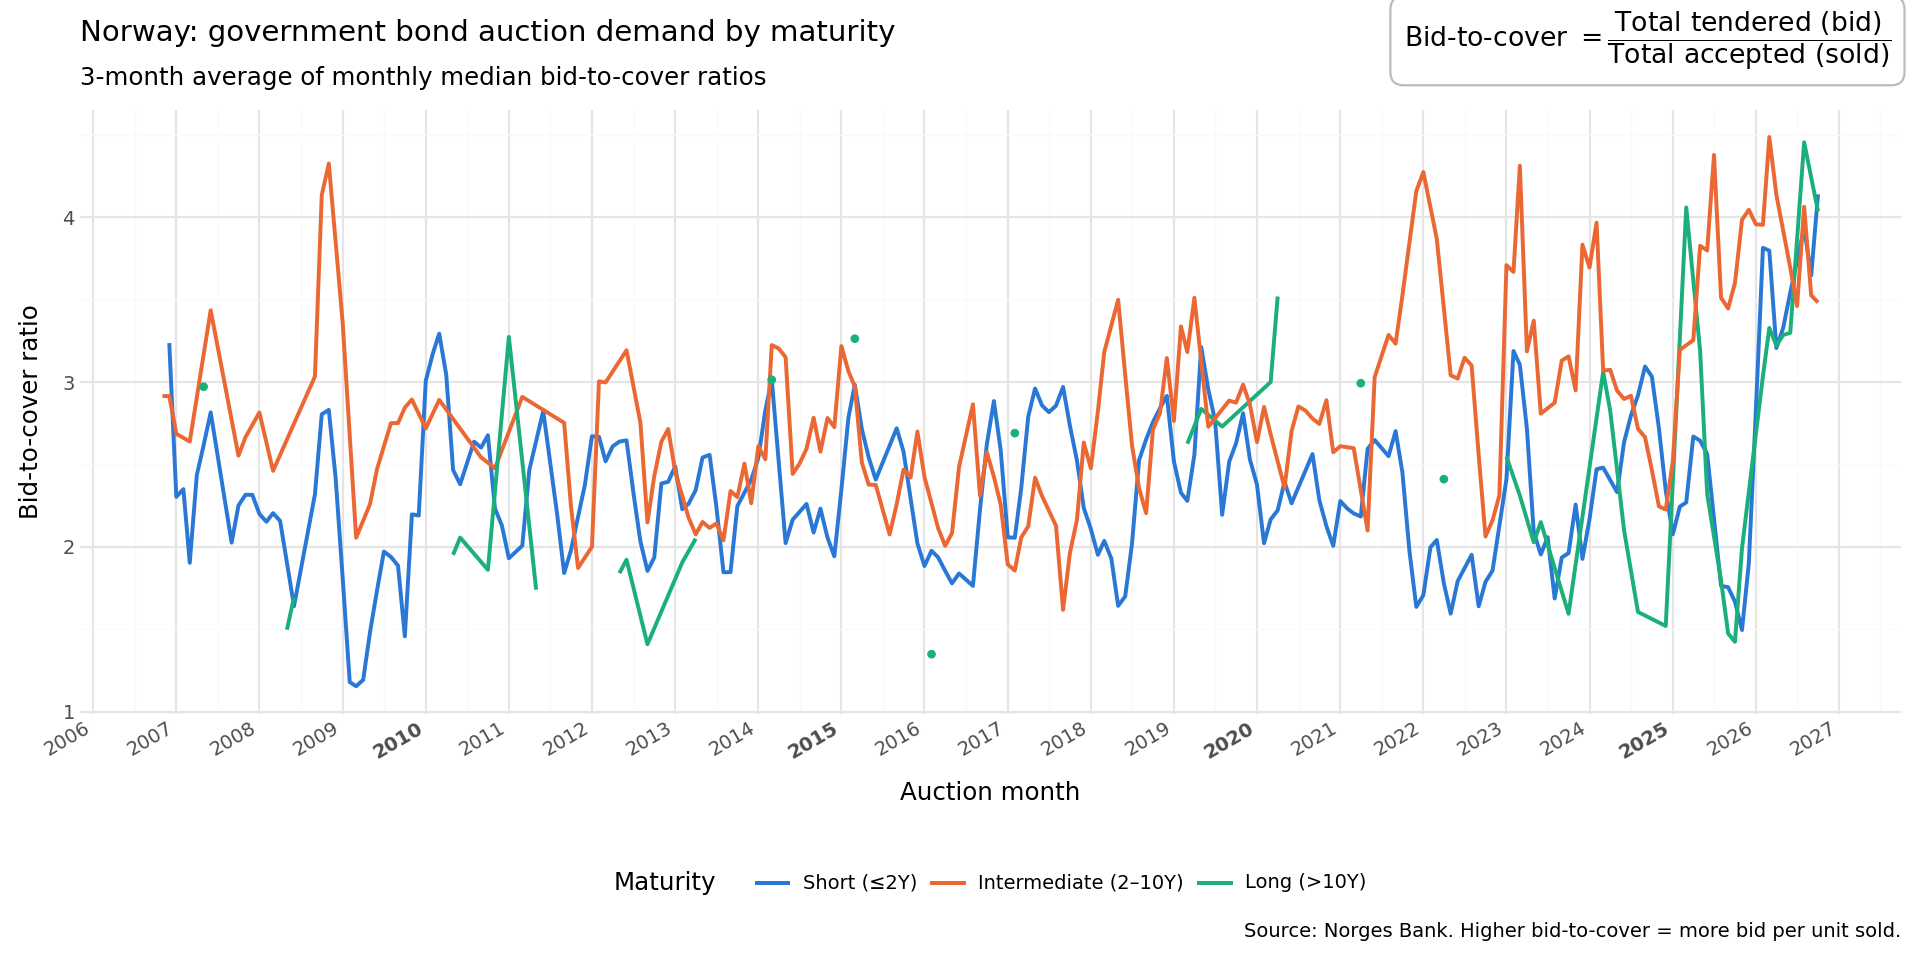 Norway: government bond auction demand by maturity
3-month average of monthly median bid-to-cover ratios
Bid-to-cover = Total tendered (bid)
Total accepted (sold)
Bid-to-cover ratio
4
3
2
1
2006 2007 2008 2009 2010 2011 2012 2013 2014 2015 2016 2017 2018 2019 2020 2021 2022 2023 2024 2025 2026 2027
Auction month
Maturity Short (≤2Y) Intermediate (2–10Y) Long (>10Y)
Source: Norges Bank. Higher bid-to-cover = more bid per unit sold.